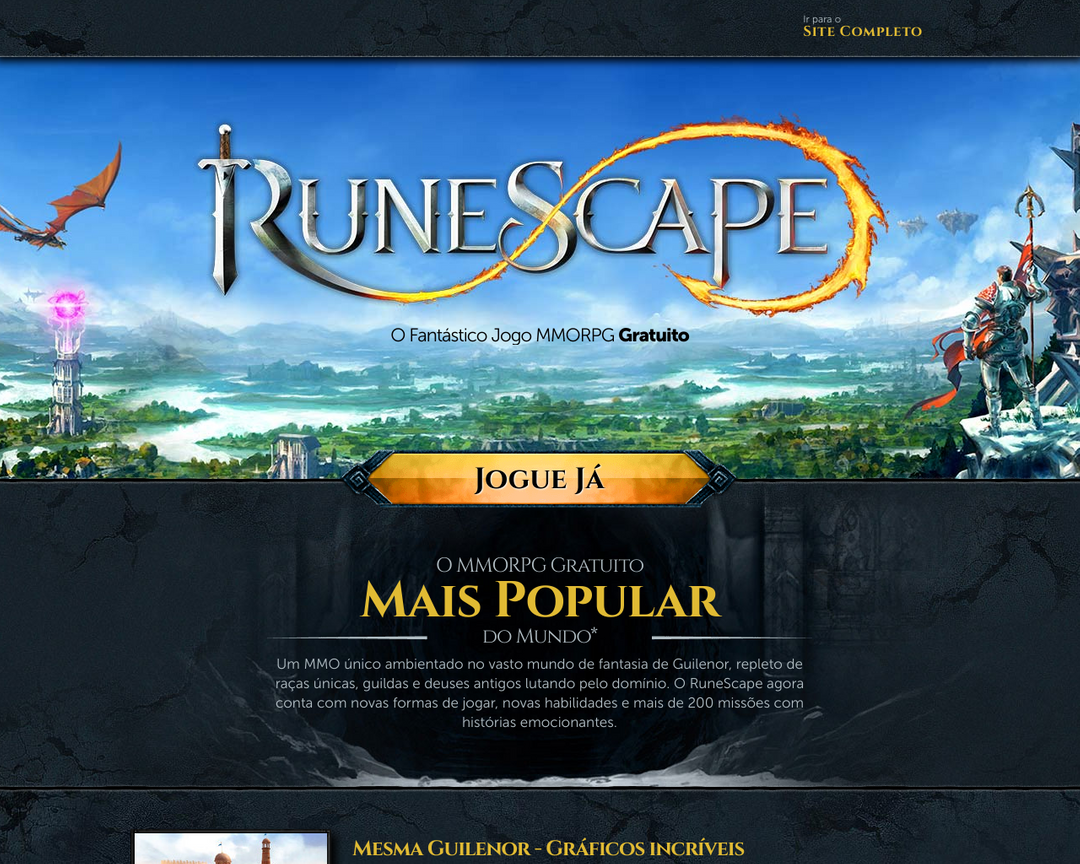 Ir para o
Site Completo
RuneScape
O Fantástico Jogo MMORPG Gratuito
Jogue Já
O MMORPG Gratuito
Mais Popular
do Mundo*
Um MMO único ambientado no vasto mundo de fantasia de Guilenor, repleto de
raças únicas, guildas e deuses antigos lutando pelo domínio. O RuneScape agora
conta com novas formas de jogar, novas habilidades e mais de 200 missões com
histórias emocionantes.
Mesma Guilenor - Gráficos incríveis